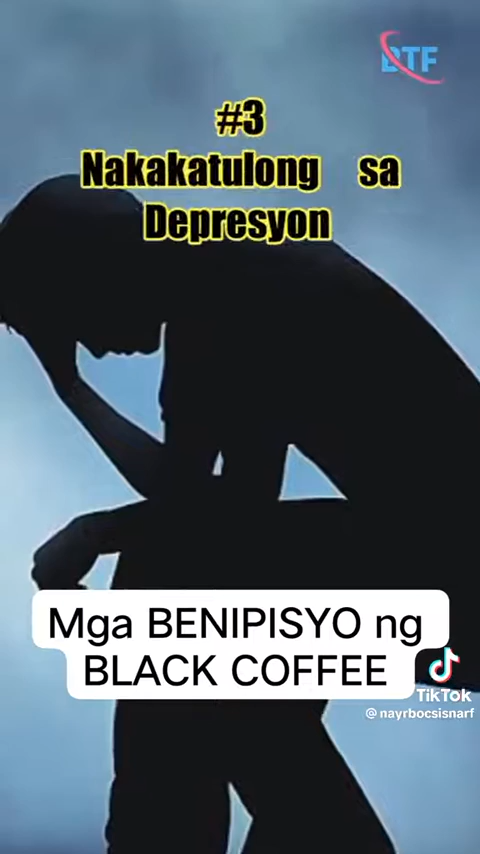 BTF
#3
Nakakatulong sa
Depresyon
Mga BENIPISYO ng
BLACK COFFEE
TikTok
@nayrbocsisnarf